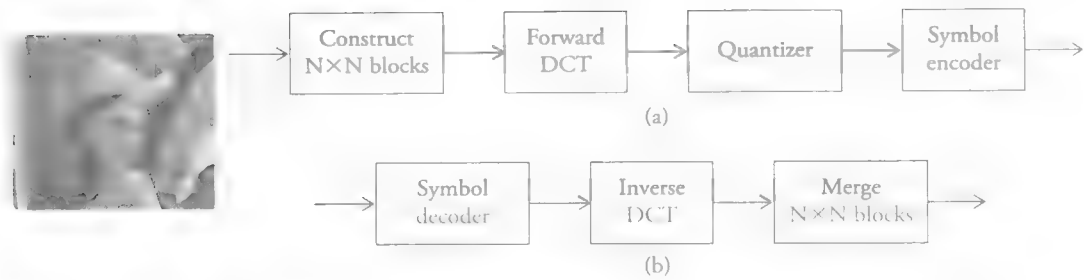 Construct
N×N blocks
Forward
DCT
Quantizer
Symbol
encoder
(a)
Symbol
decoder
Inverse
DCT
Merge
N×N blocks
(b)